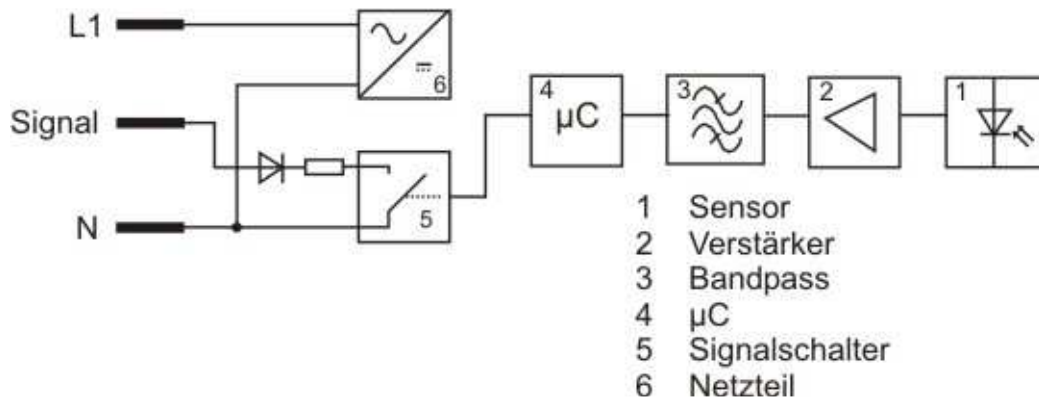 L1
6
Signal
4
µC
3
2
1
N
5
1 Sensor
2 Verstärker
3 Bandpass
4 µC
5 Signalschalter
6 Netzteil